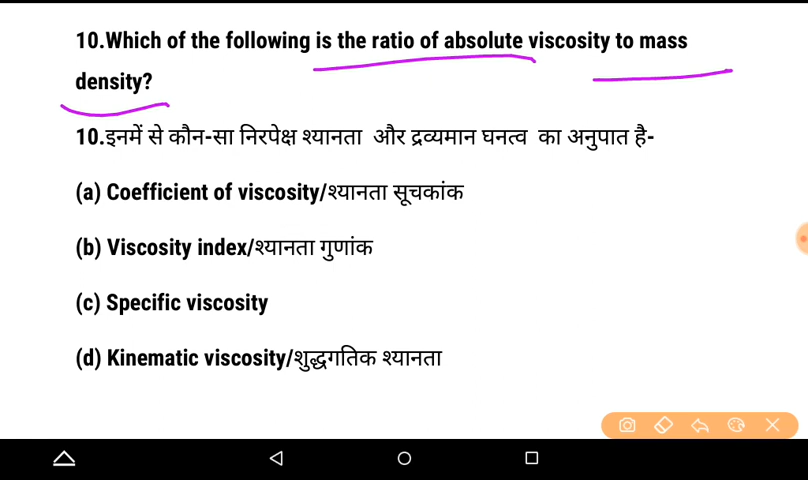 10.Which of the following is the ratio of absolute viscosity to mass
density?
10.इनमें से कौन-सा निरपेक्ष श्यानता और द्रव्यमान घनत्व का अनुपात है-
(a) Coefficient of viscosity/श्यानता सूचकांक
(b) Viscosity index/श्यानता गुणांक
(c) Specific viscosity
(d) Kinematic viscosity/शुद्धगतिक श्यानता